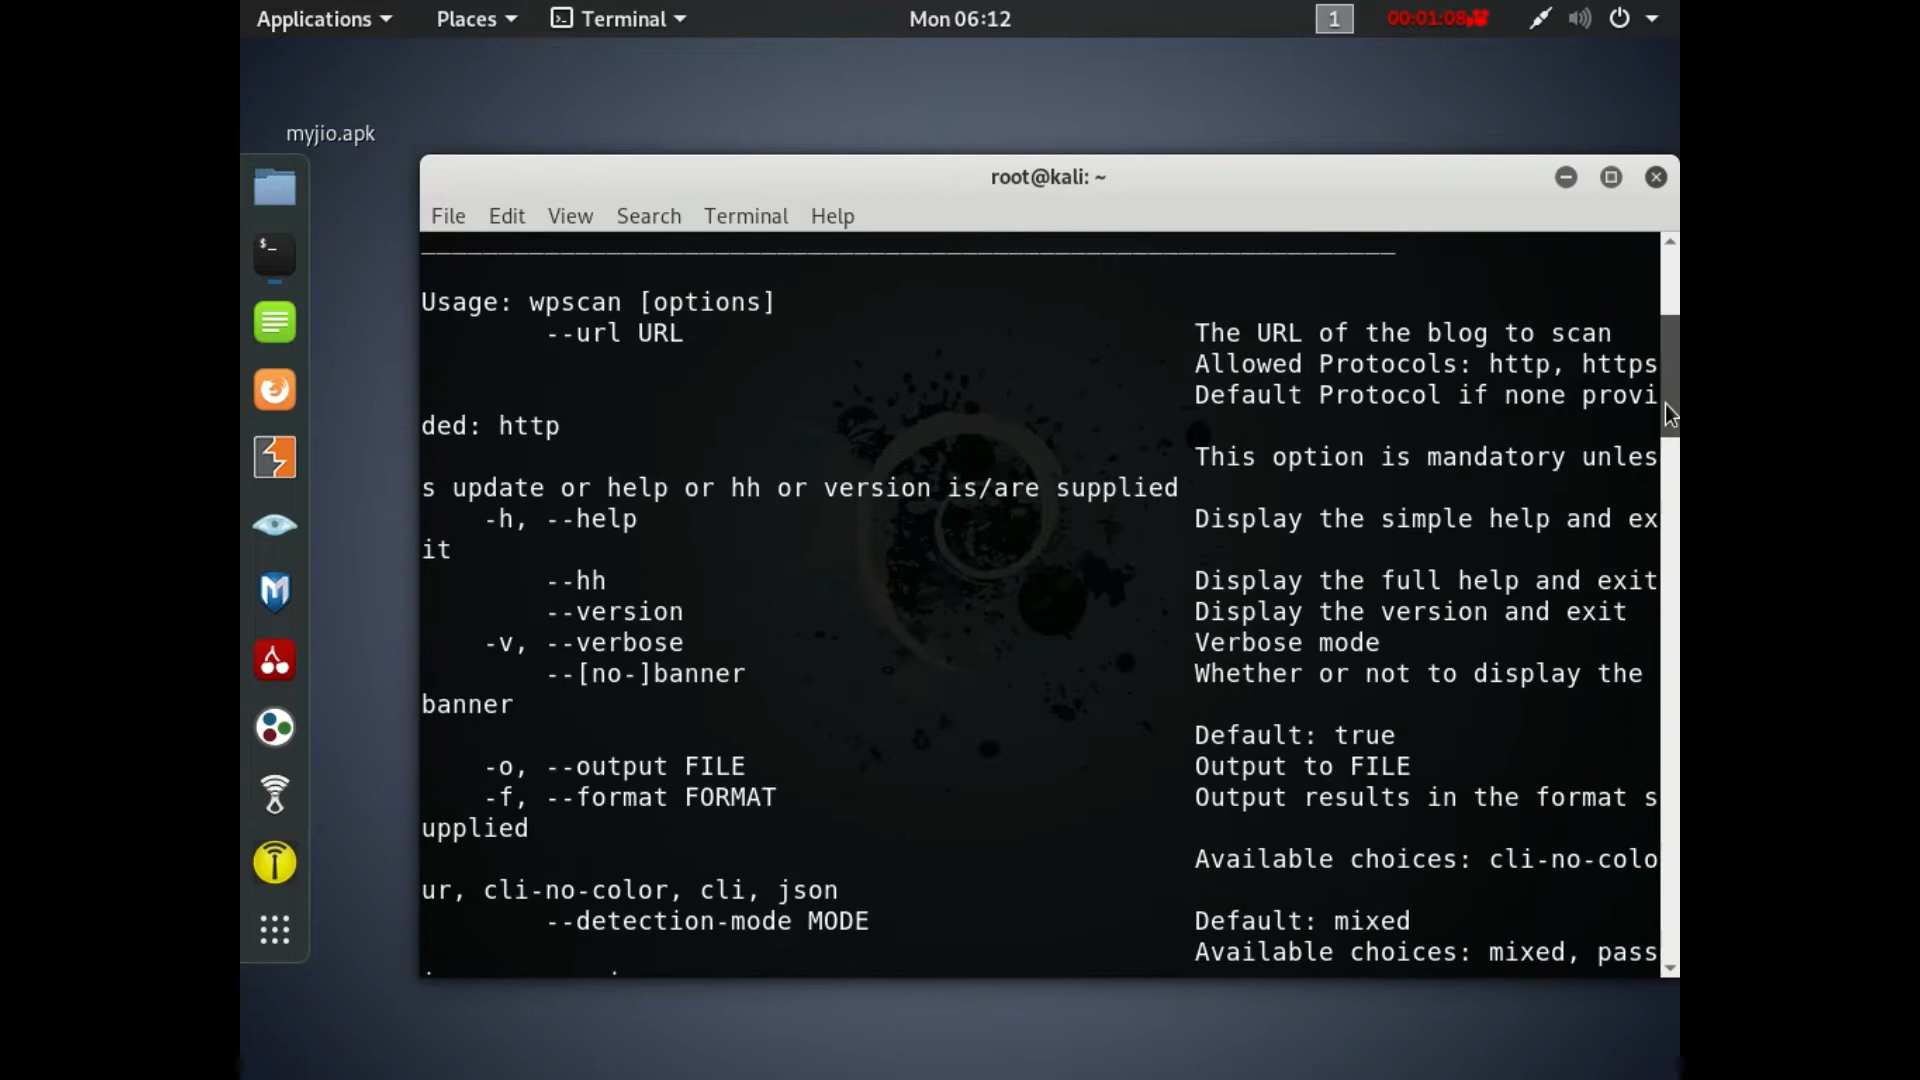 Applications Places Terminal Mon 06:12 1 00:01:08
myjio.apk
root@kali: ~
File Edit View Search Terminal Help
Usage: wpscan [options]
--url URL The URL of the blog to scan
Allowed Protocols: http, https
Default Protocol if none provi
ded: http
This option is mandatory unles
s update or help or hh or version is/are supplied
-h, --help Display the simple help and ex
it
--hh Display the full help and exit
--version Display the version and exit
-v, --verbose Verbose mode
--[no-]banner Whether or not to display the
banner
Default: true
-o, --output FILE Output to FILE
-f, --format FORMAT Output results in the format s
upplied
Available choices: cli-no-colo
ur, cli-no-color, cli, json
--detection-mode MODE Default: mixed
Available choices: mixed, pass